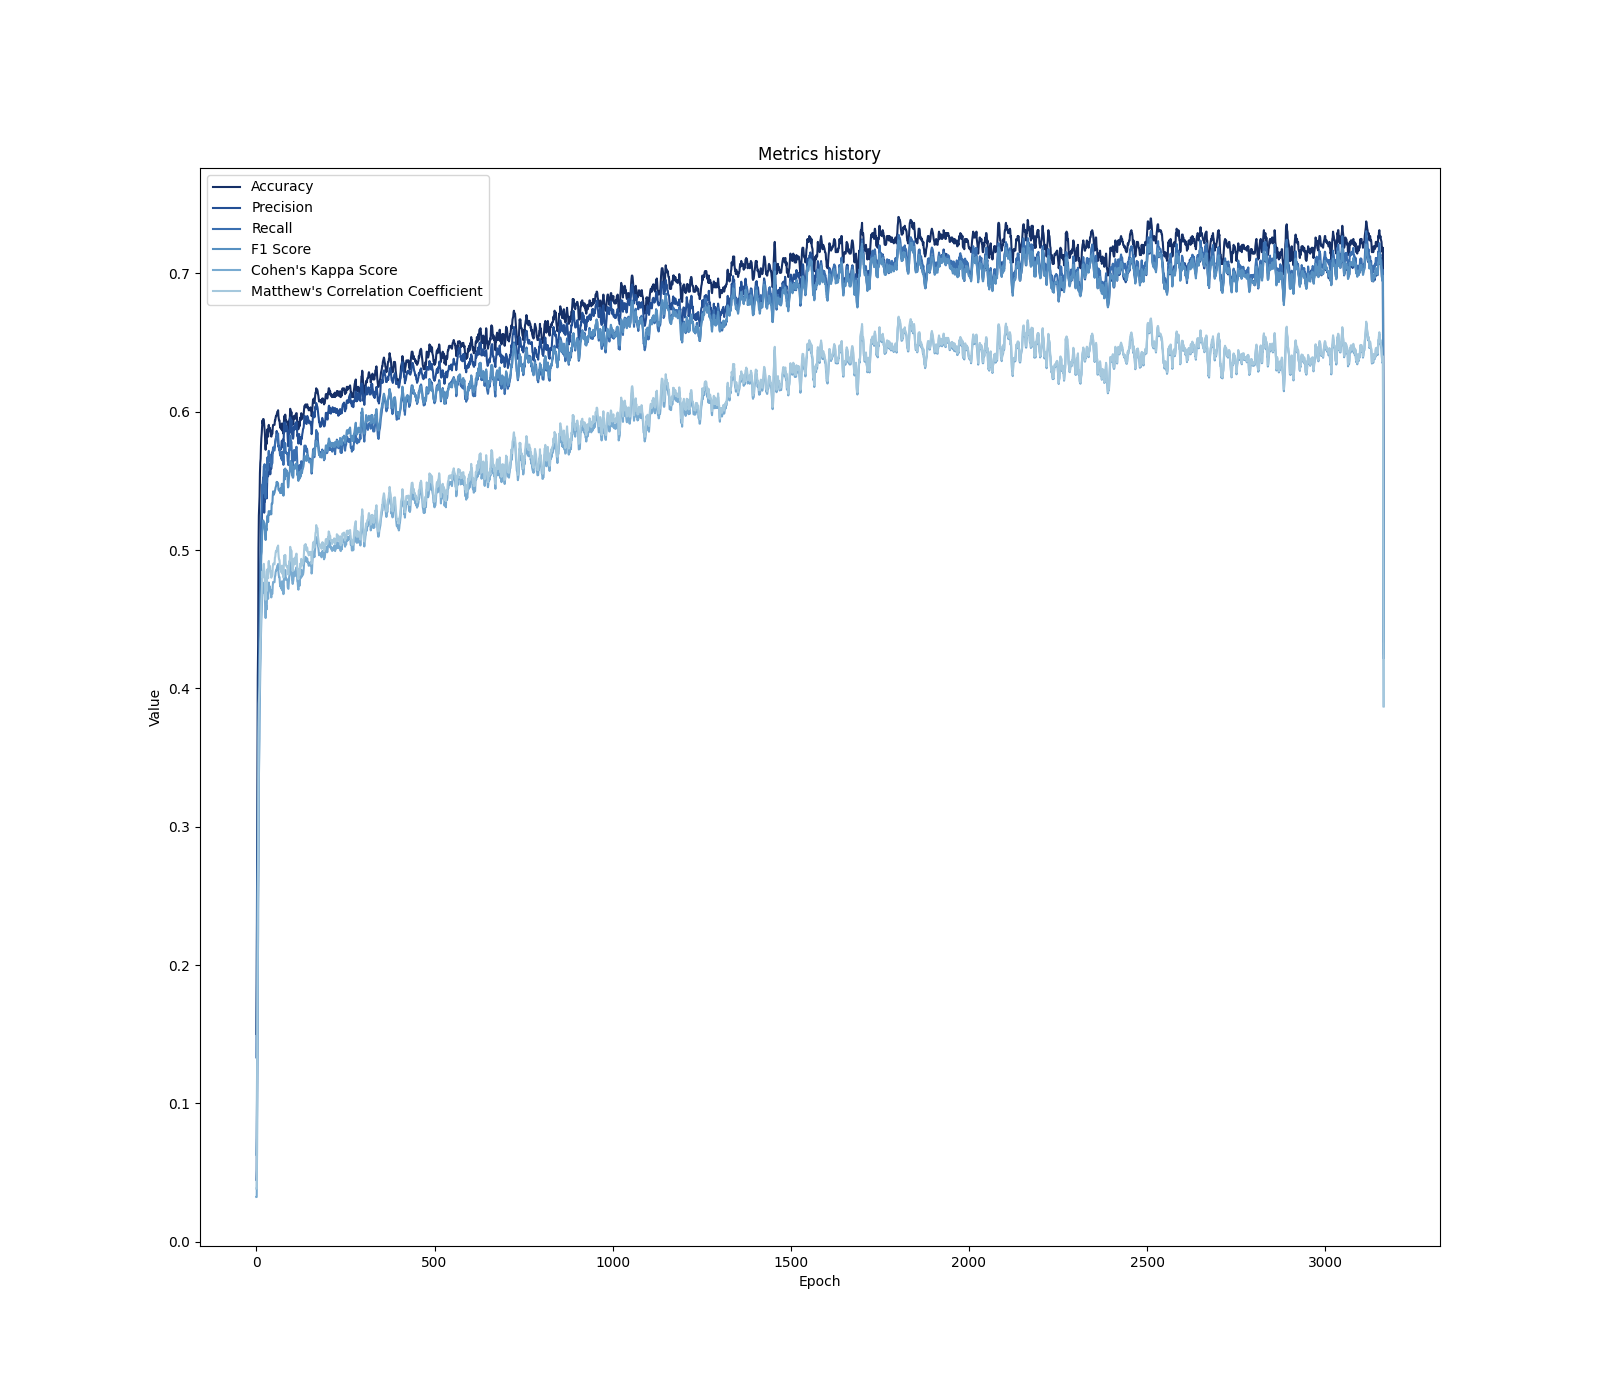 Metrics history
Accuracy
Precision
Recall
F1 Score
Cohen's Kappa Score
Matthew's Correlation Coefficient
0.7
0.6
0.5
0.4
0.3
0.2
0.1
0.0
Value
0 500 1000 1500 2000 2500 3000
Epoch